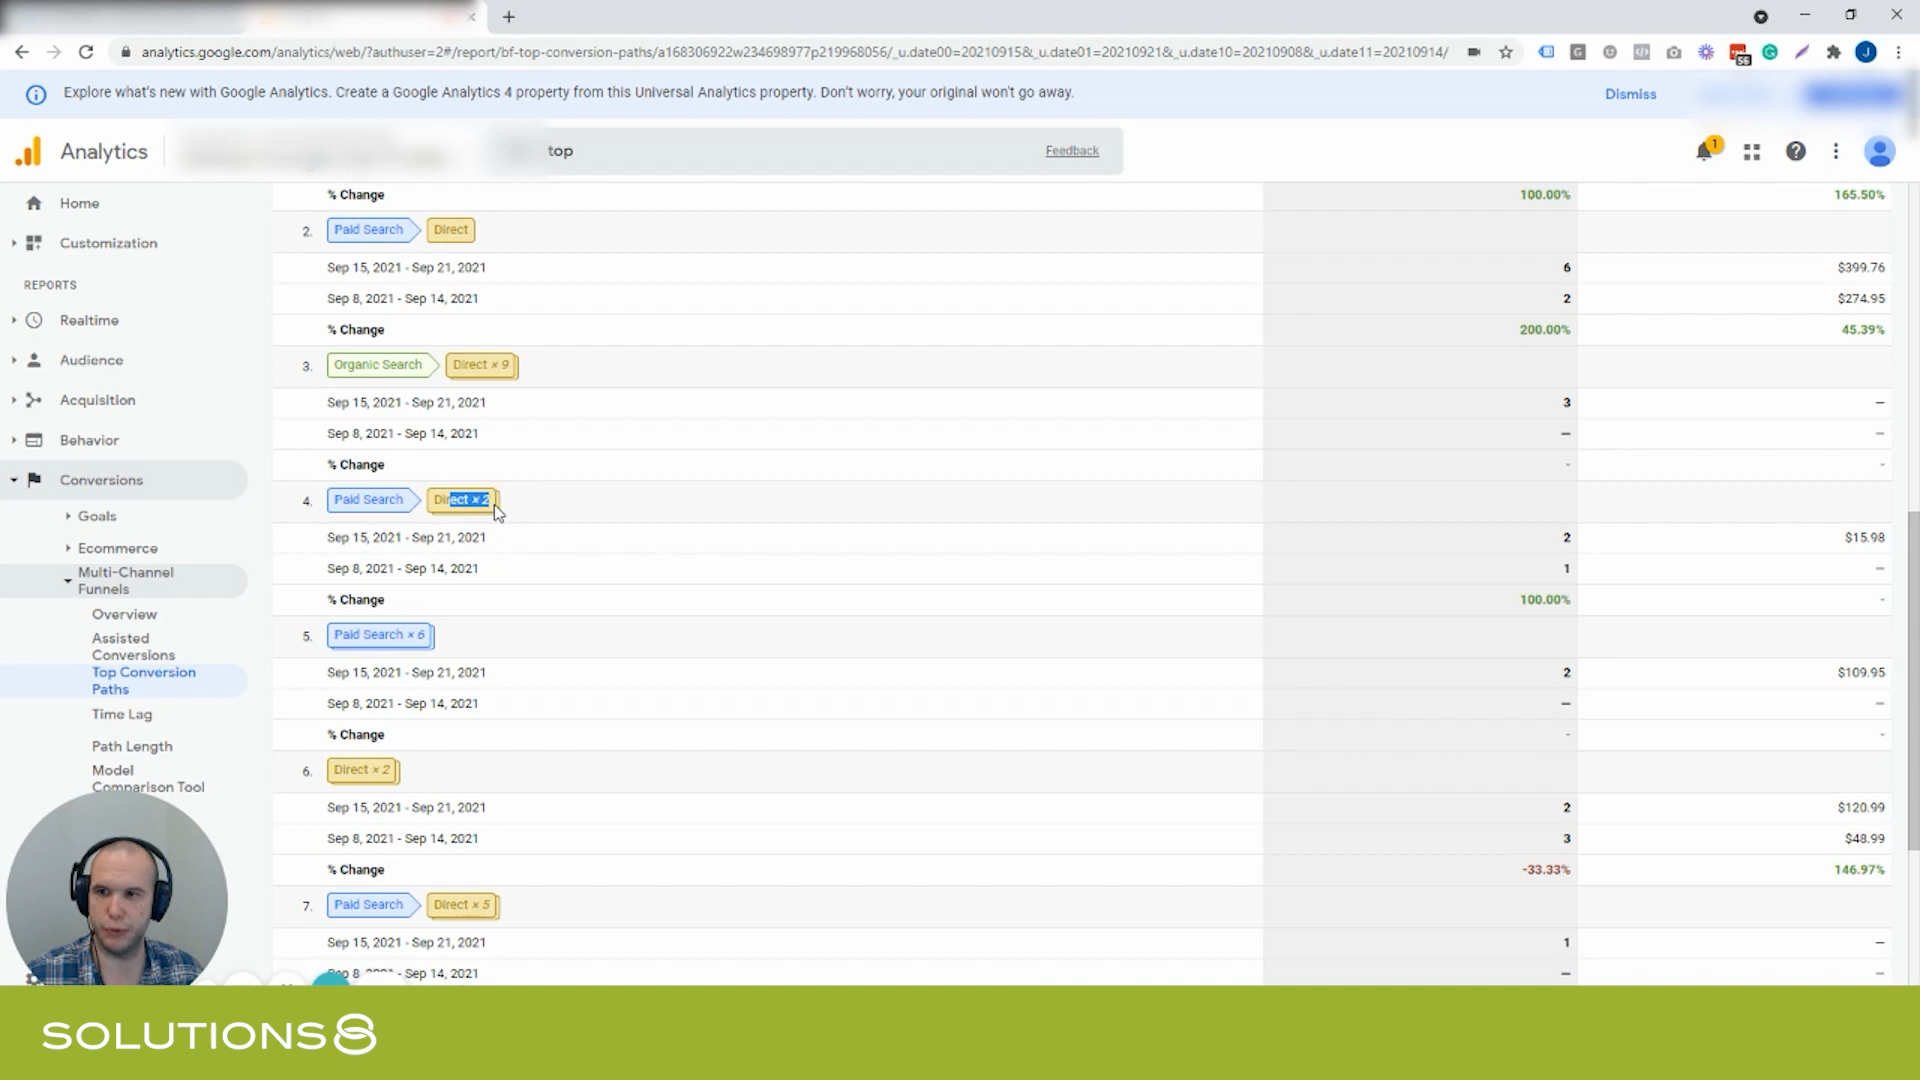 analytics.google.com/analytics/web/?authuser=2#/report/bf-top-conversion-paths/a168306922w234698977p219968056/_u.date00=20210915&_u.date01=20210921&_u.date10=20210908&_u.date11=20210914/
56
J
Explore what's new with Google Analytics. Create a Google Analytics 4 property from this Universal Analytics property. Don't worry, your original won't go away.
Dismiss
Analytics
top
Feedback
1
Home
Customization
REPORTS
Realtime
Audience
Acquisition
Behavior
Conversions
Goals
Ecommerce
Multi-Channel
Funnels
Overview
Assisted
Conversions
Top Conversion
Paths
Time Lag
Path Length
Model
Comparison Tool
% Change 100.00% 165.50%
2. Paid Search Direct
Sep 15, 2021 - Sep 21, 2021 6 $399.76
Sep 8, 2021 - Sep 14, 2021 2 $274.95
% Change 200.00% 45.39%
3. Organic Search Direct × 9
Sep 15, 2021 - Sep 21, 2021 3 —
Sep 8, 2021 - Sep 14, 2021 — —
% Change - -
4. Paid Search Direct × 2
Sep 15, 2021 - Sep 21, 2021 2 $15.98
Sep 8, 2021 - Sep 14, 2021 1 —
% Change 100.00% -
5. Paid Search × 6
Sep 15, 2021 - Sep 21, 2021 2 $109.95
Sep 8, 2021 - Sep 14, 2021 — —
% Change - -
6. Direct × 2
Sep 15, 2021 - Sep 21, 2021 2 $120.99
Sep 8, 2021 - Sep 14, 2021 3 $48.99
% Change -33.33% 146.97%
7. Paid Search Direct × 5
Sep 15, 2021 - Sep 21, 2021 1 —
- Sep 14, 2021 — —
SOLUTIONS 8